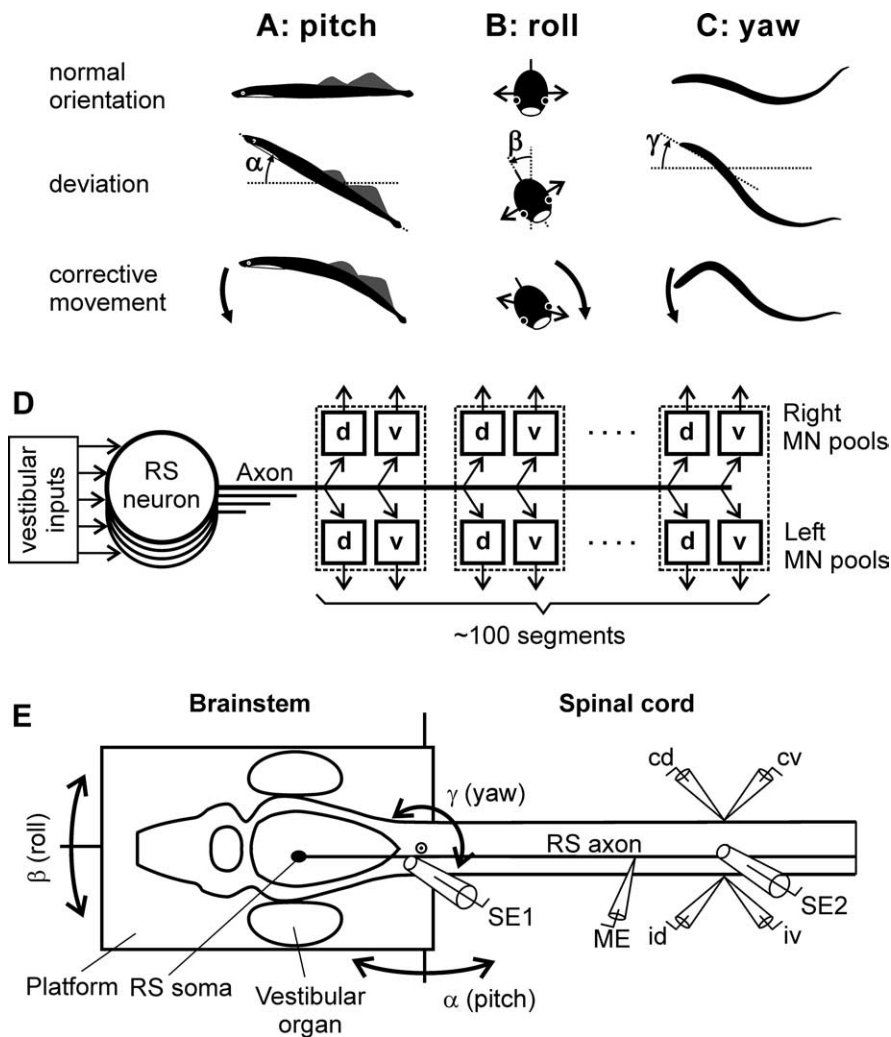 A: pitch
B: roll
C: yaw
normal
orientation
deviation
α
β
γ
corrective
movement
D
vestibular
inputs
RS
neuron
Axon
d v d v d v
Right
MN pools
d v d v d v
Left
MN pools
~100 segments
E
Brainstem
Spinal cord
β (roll)
γ (yaw)
cd
cv
RS axon
SE1
ME
id
iv
SE2
Platform
RS soma
Vestibular
organ
α (pitch)